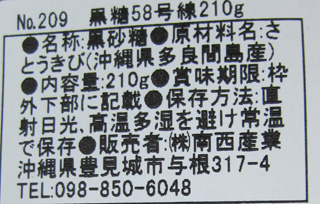 No.209 黒糖58号線210g
●名称:黒砂糖●原材料名:さ
とうきび(沖縄県多良間島産)
●内容量:210g●賞味期限:枠
外下部に記載●保存方法:直
射日光、高温多湿を避け常温
で保存●販売者:㈱南西産業
沖縄県豊見城市与根317-4
TEL:098-850-6048